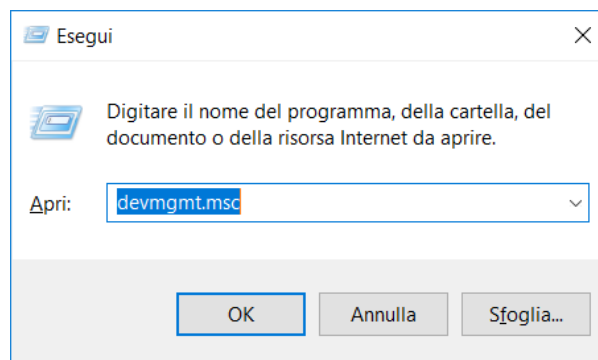 Esegui
Digitare il nome del programma, della cartella, del
documento o della risorsa Internet da aprire.
Apri: devmgmt.msc
OK Annulla Sfoglia...